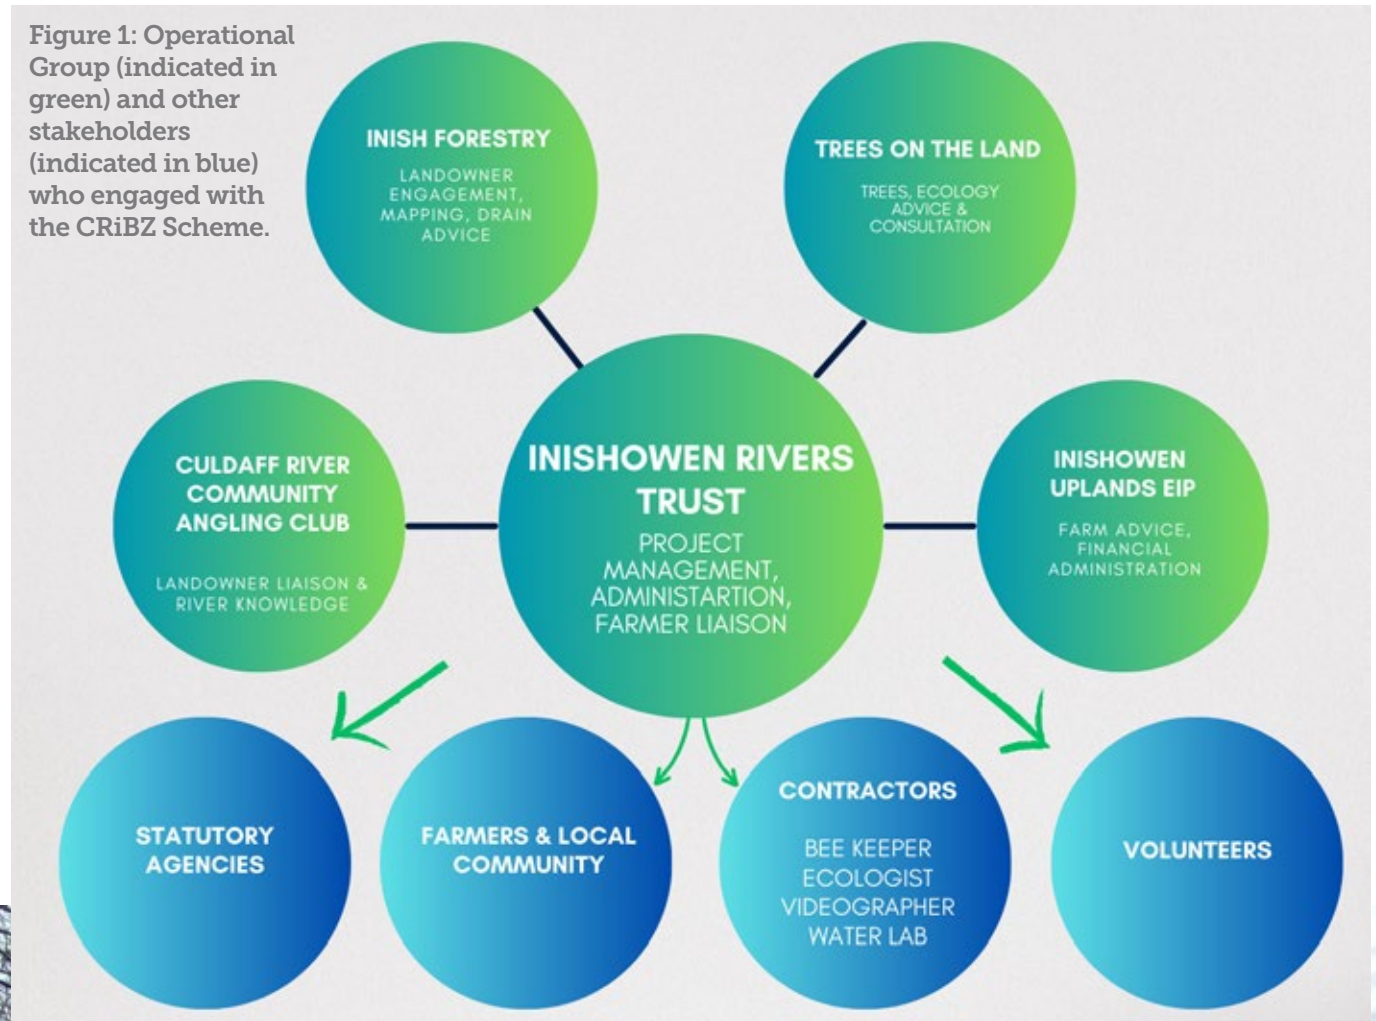 Figure 1: Operational
Group (indicated in
green) and other
stakeholders
(indicated in blue)
who engaged with
the CRiBZ Scheme.
INISH FORESTRY
LANDOWNER
ENGAGEMENT,
MAPPING, DRAIN
ADVICE
TREES ON THE LAND
TREES, ECOLOGY
ADVICE &
CONSULTATION
CULDAFF RIVER
COMMUNITY
ANGLING CLUB
LANDOWNER LIAISON &
RIVER KNOWLEDGE
INISHOWEN RIVERS
TRUST
PROJECT
MANAGEMENT,
ADMINISTARTION,
FARMER LIAISON
INISHOWEN
UPLANDS EIP
FARM ADVICE,
FINANCIAL
ADMINISTRATION
STATUTORY
AGENCIES
FARMERS & LOCAL
COMMUNITY
CONTRACTORS
BEE KEEPER
ECOLOGIST
VIDEOGRAPHER
WATER LAB
VOLUNTEERS